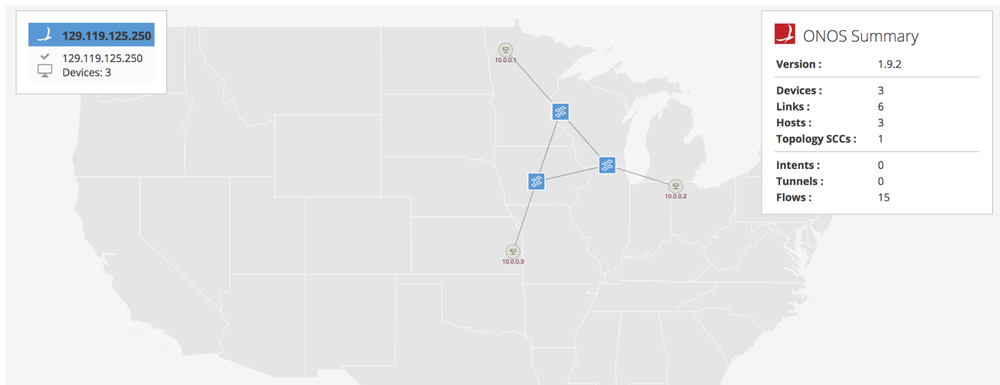 129.119.125.250
129.119.125.250
Devices: 3
10.0.0.1
10.0.0.2
10.0.0.3
ONOS Summary
Version : 1.9.2
Devices : 3
Links : 6
Hosts : 3
Topology SCCs : 1
Intents : 0
Tunnels : 0
Flows : 15